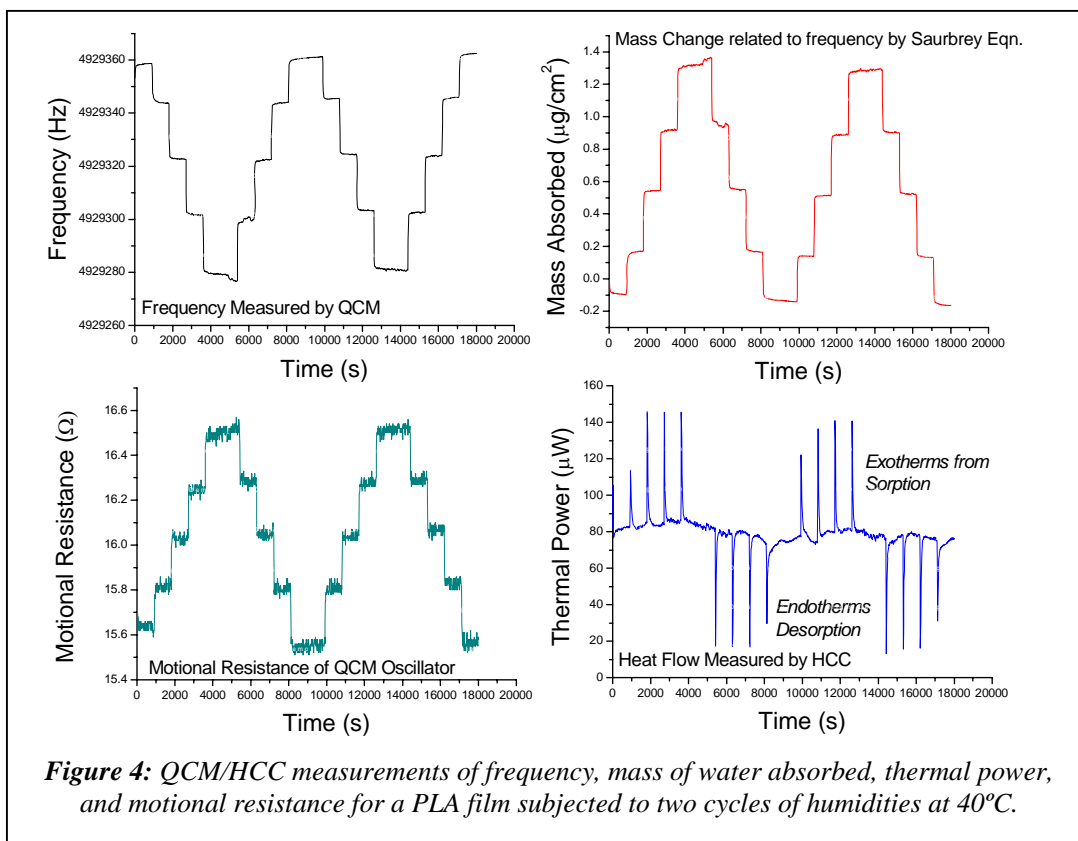 4929360
4929340
4929320
4929300
4929280
4929260
Frequency (Hz)
Frequency Measured by QCM
0 2000 4000 6000 8000 10000 12000 14000 16000 18000 20000
Time (s)
Mass Change related to frequency by Saurbrey Eqn.
1.4
1.2
1.0
0.8
0.6
0.4
0.2
0.0
-0.2
Mass Absorbed (µg/cm²)
0 2000 4000 6000 8000 10000 12000 14000 16000 18000 20000
Time (s)
16.6
16.4
16.2
16.0
15.8
15.6
15.4
Motional Resistance (Ω)
Motional Resistance of QCM Oscillator
0 2000 4000 6000 8000 10000 12000 14000 16000 18000 20000
Time (s)
160
140
120
100
80
60
40
20
0
Thermal Power (µW)
Exotherms from
Sorption
Endotherms
Desorption
Heat Flow Measured by HCC
0 2000 4000 6000 8000 10000 12000 14000 16000 18000 20000
Time (s)
Figure 4: QCM/HCC measurements of frequency, mass of water absorbed, thermal power,
and motional resistance for a PLA film subjected to two cycles of humidities at 40ºC.